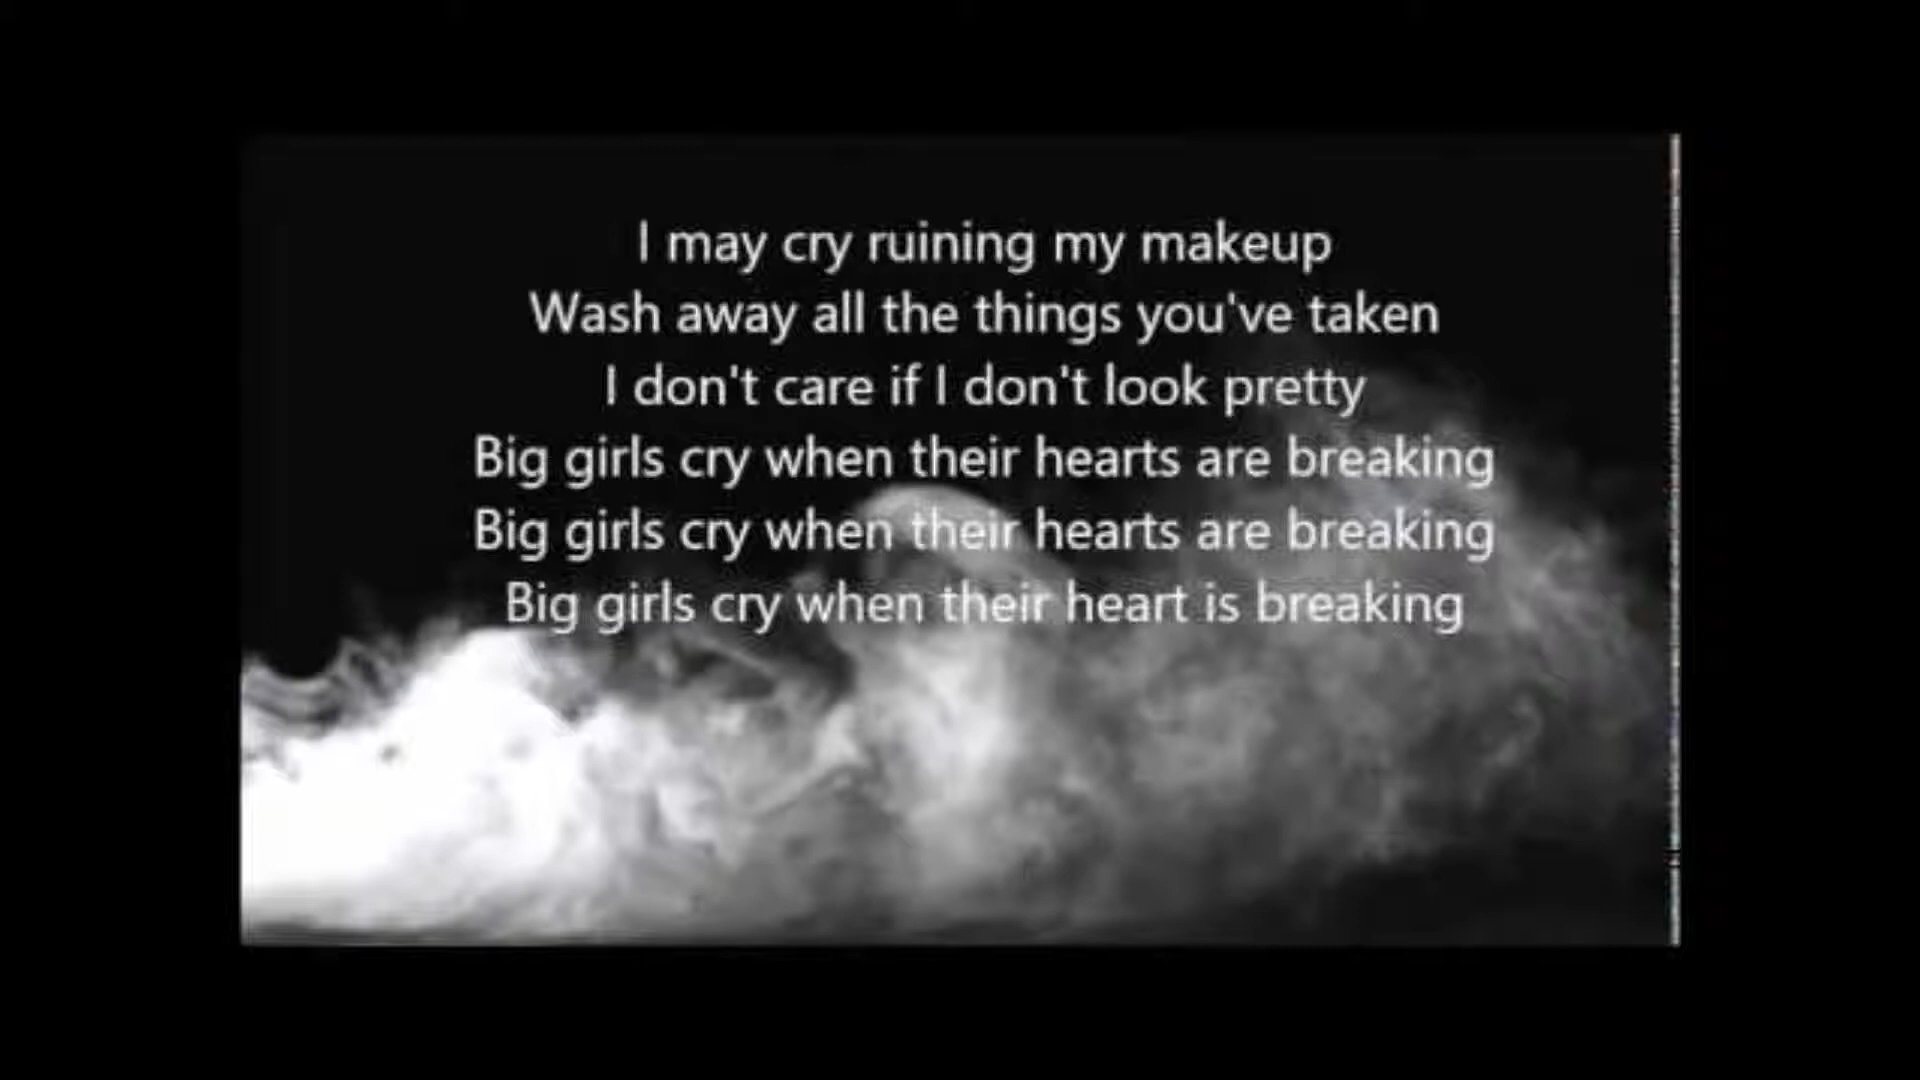 I may cry ruining my makeup
Wash away all the things you've taken
I don't care if I don't look pretty
Big girls cry when their hearts are breaking
Big girls cry when their hearts are breaking
Big girls cry when their heart is breaking